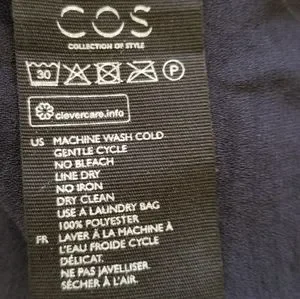 COS
COLLECTION OF STYLE
30 P
clevercare.info
US MACHINE WASH COLD
GENTLE CYCLE
NO BLEACH
LINE DRY
NO IRON
DRY CLEAN
USE A LAUNDRY BAG
100% POLYESTER
FR LAVER À LA MACHINE À
L'EAU FROIDE CYCLE
DÉLICAT.
NE PAS JAVELLISER
SÉCHER À L'AIR.